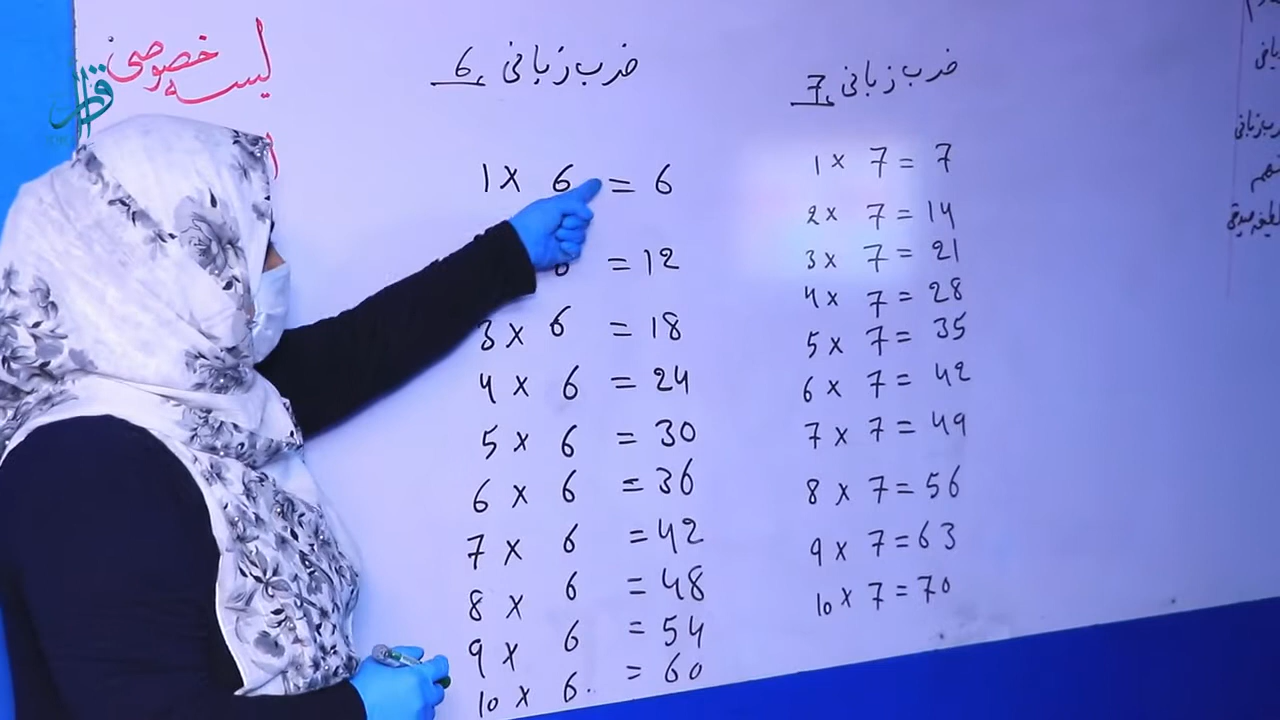 لیسه خصوصی
ضرب زبانی 6
1 × 6 = 6
6 = 12
3 × 6 = 18
4 × 6 = 24
5 × 6 = 30
6 × 6 = 36
7 × 6 = 42
8 × 6 = 48
9 × 6 = 54
10 × 6 = 60
ضرب زبانی 7
1 × 7 = 7
2 × 7 = 14
3 × 7 = 21
4 × 7 = 28
5 × 7 = 35
6 × 7 = 42
7 × 7 = 49
8 × 7 = 56
9 × 7 = 63
10 × 7 = 70